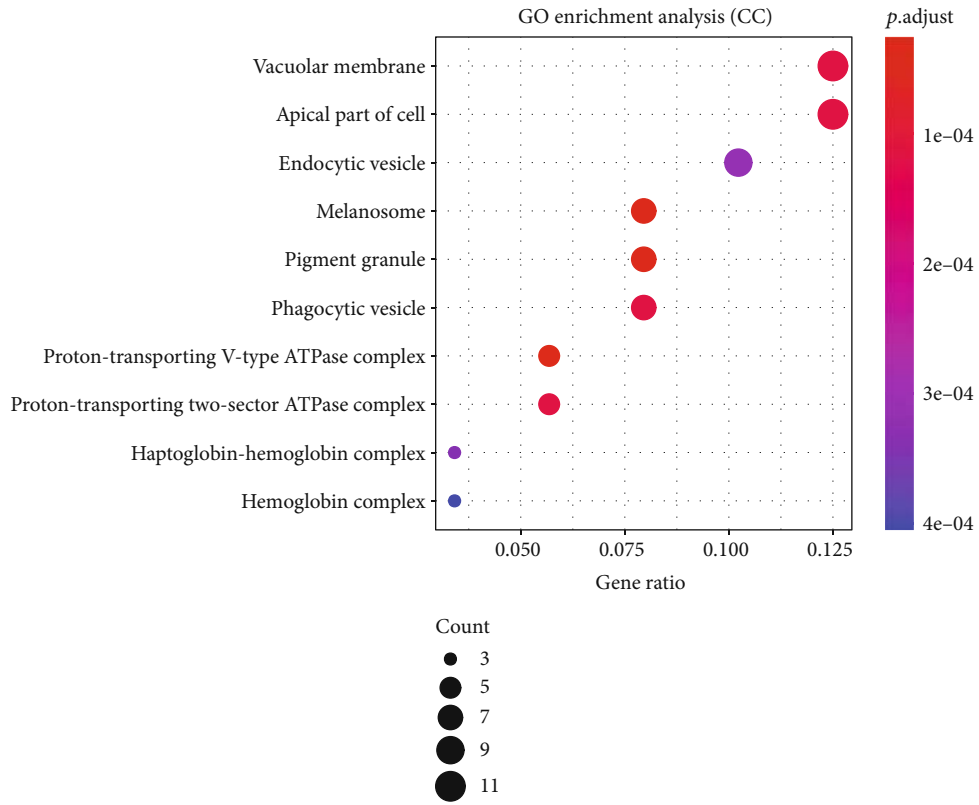 GO enrichment analysis (CC)
p.adjust
Vacuolar membrane
Apical part of cell
Endocytic vesicle
Melanosome
Pigment granule
Phagocytic vesicle
Proton-transporting V-type ATPase complex
Proton-transporting two-sector ATPase complex
Haptoglobin-hemoglobin complex
Hemoglobin complex
1e–04
2e–04
3e–04
4e–04
0.050 0.075 0.100 0.125
Gene ratio
Count
3
5
7
9
11